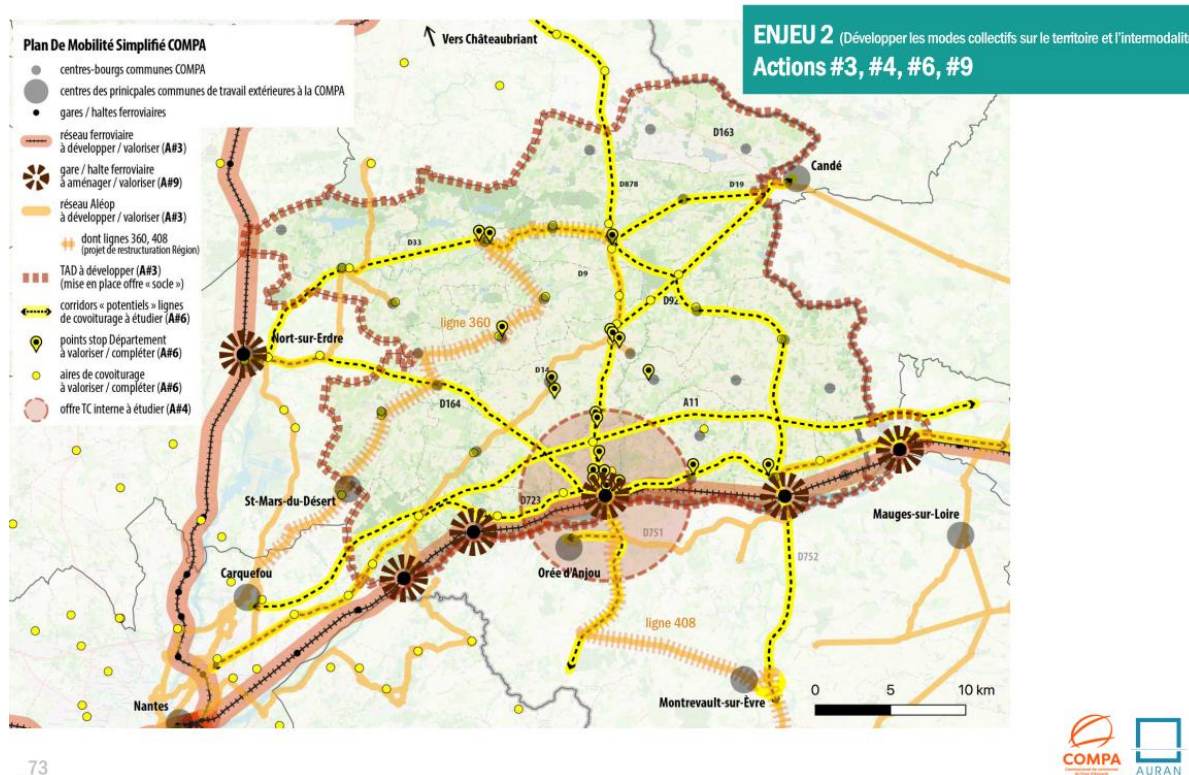 Plan De Mobilité Simplifié COMPA
centres-bourgs communes COMPA
centres des prinicpales communes de travail extérieures à la COMPA
gares / haltes ferroviaires
réseau ferroviaire
à développer / valoriser (A#3)
gare / halte ferroviaire
à aménager / valoriser (A#9)
réseau Aléop
à développer / valoriser (A#3)
dont lignes 360, 408
(projet de restructuration Région)
TAD à développer (A#3)
(mise en place offre « socle »)
corridors « potentiels » lignes
de covoiturage à étudier (A#6)
points stop Département
à valoriser / compléter (A#6)
aires de covoiturage
à valoriser / compléter (A#6)
offre TC interne à étudier (A#4)
ENJEU 2 (Développer les modes collectifs sur le territoire et l'intermodalité
Actions #3, #4, #6, #9
Vers Châteaubriant
D163
Candé
D878
D19
D33
D9
D92
ligne 360
Nort-sur-Erdre
D14
D164
A11
St-Mars-du-Désert
D723
Mauges-sur-Loire
D751
D752
Carquefou
Orée d'Anjou
ligne 408
Nantes
Montrevault-sur-Èvre
0 5 10 km
73
COMPA
AURAN